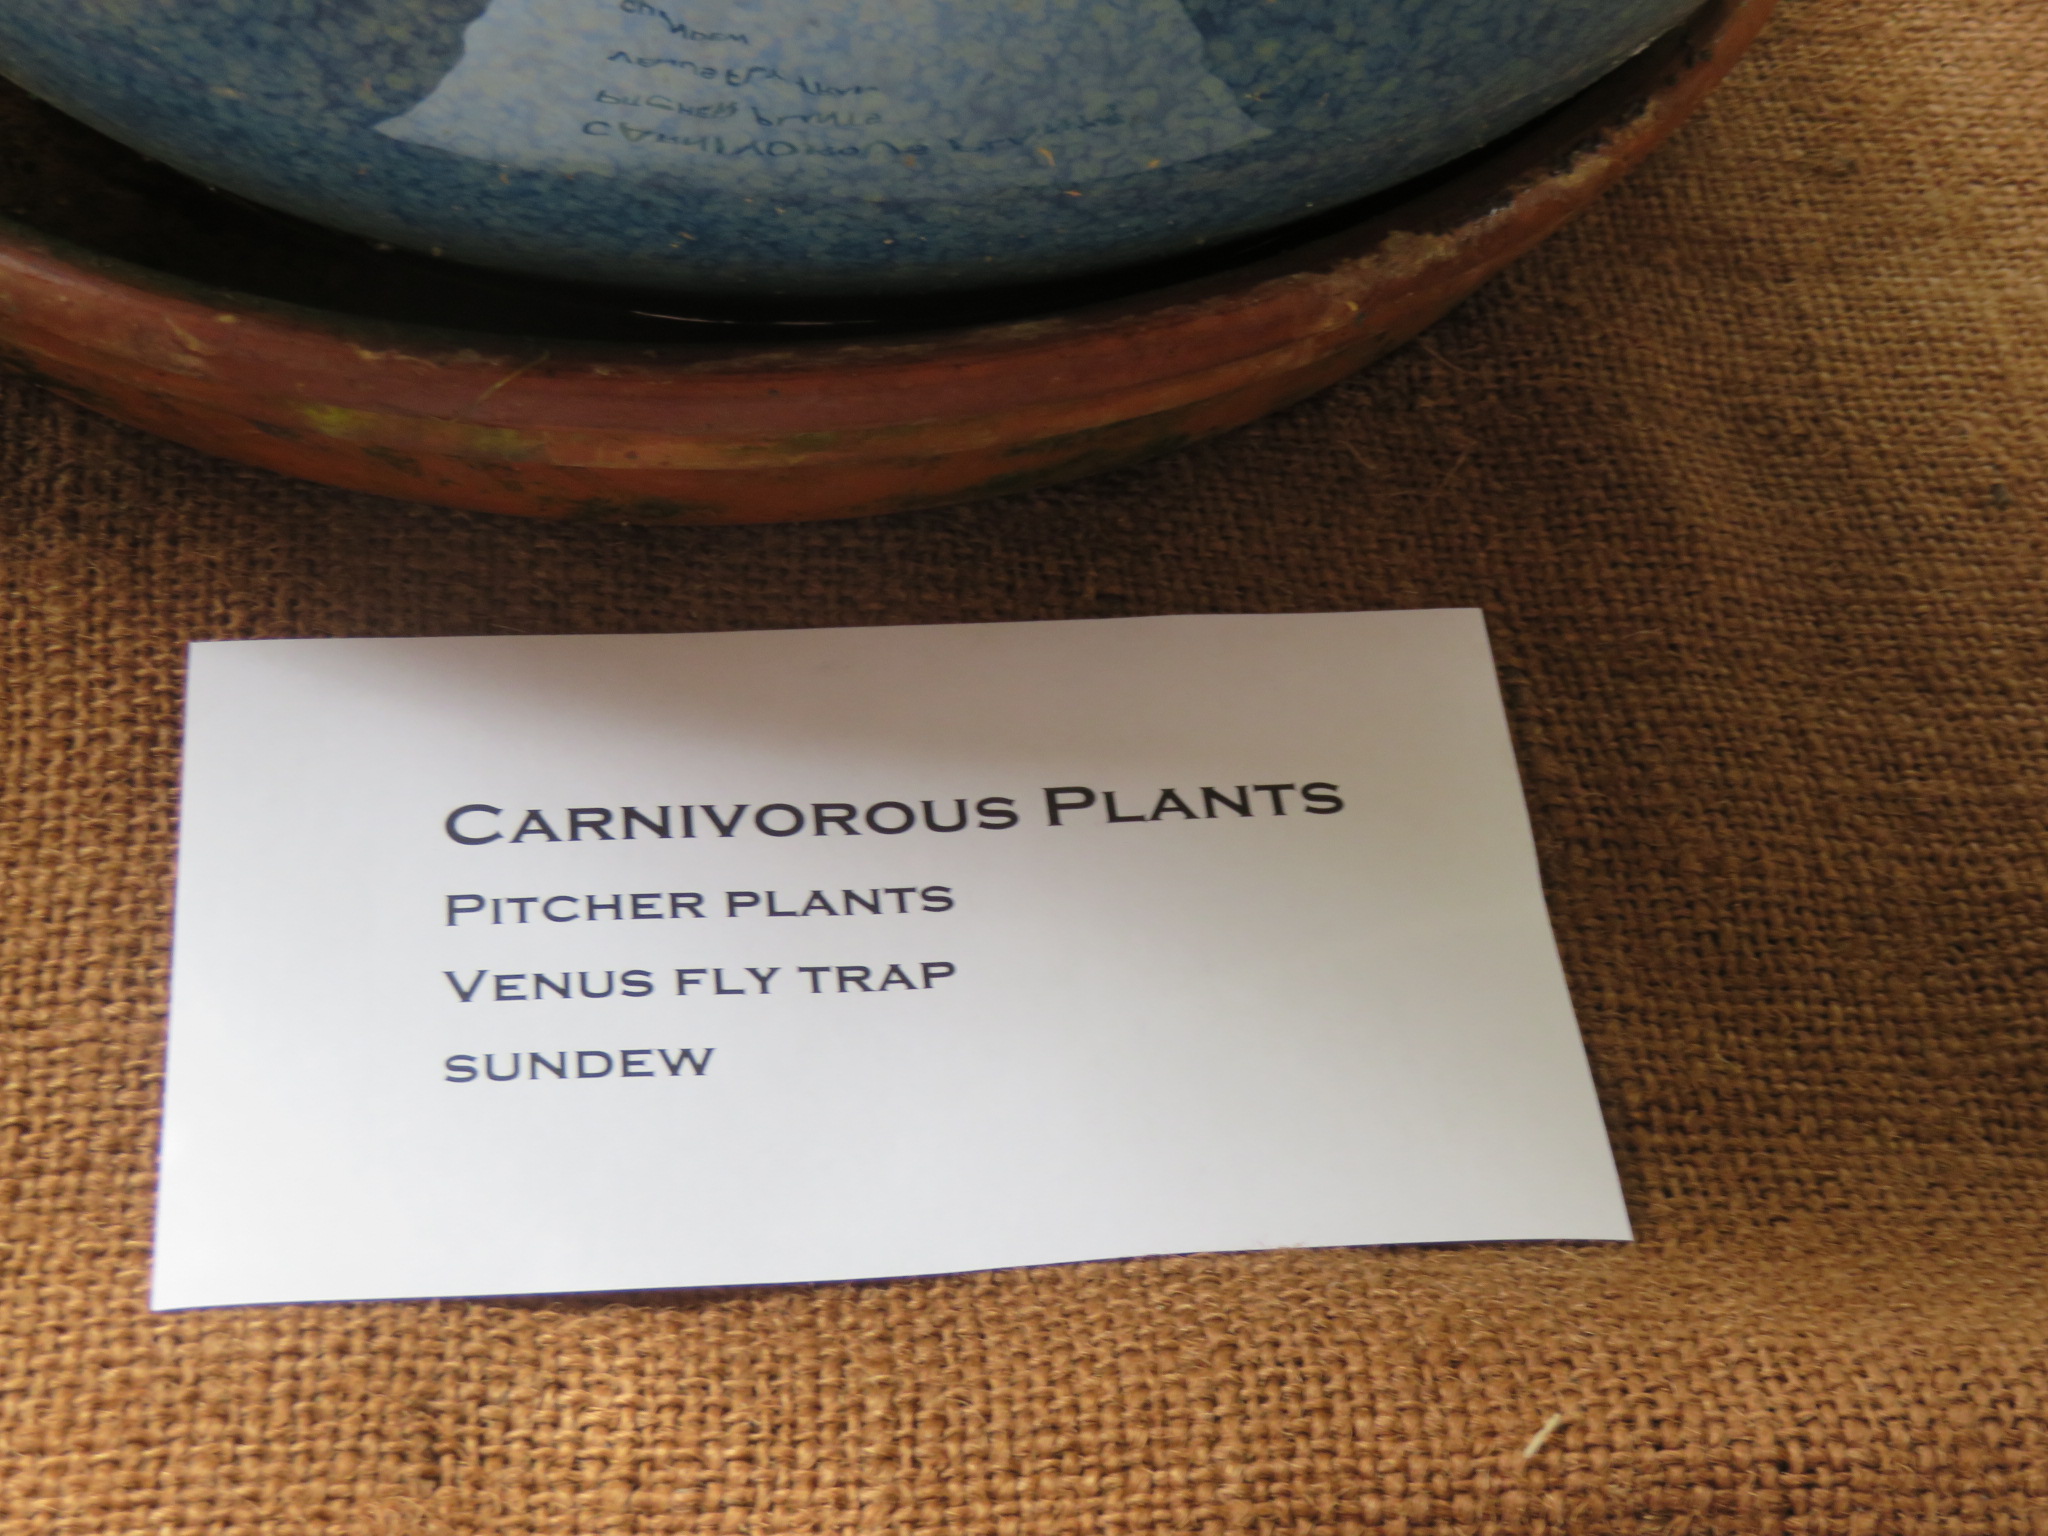 Carnivorous Plants
Pitcher plants
Venus fly trap
sundew